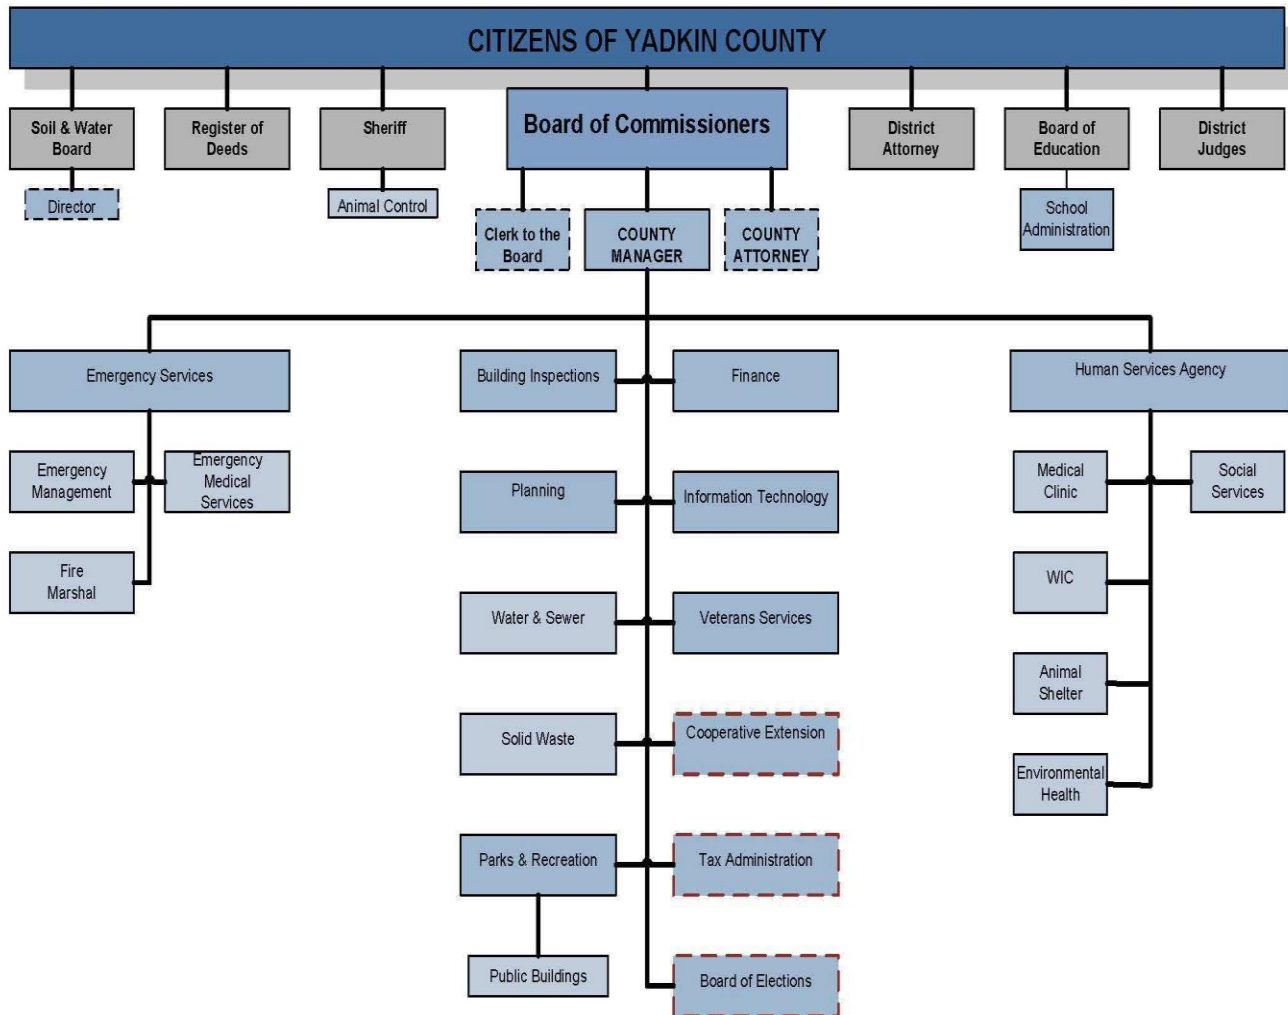 CITIZENS OF YADKIN COUNTY
Soil & Water
Board
Register of
Deeds
Sheriff
Board of Commissioners
District
Attorney
Board of
Education
District
Judges
Director
Animal Control
Clerk to the
Board
COUNTY
MANAGER
COUNTY
ATTORNEY
School
Administration
Emergency Services
Building Inspections
Finance
Human Services Agency
Emergency
Management
Emergency
Medical
Services
Planning
Information Technology
Medical
Clinic
Social
Services
Fire
Marshal
WIC
Water & Sewer
Veterans Services
Animal
Shelter
Solid Waste
Cooperative Extension
Environmental
Health
Parks & Recreation
Tax Administration
Public Buildings
Board of Elections